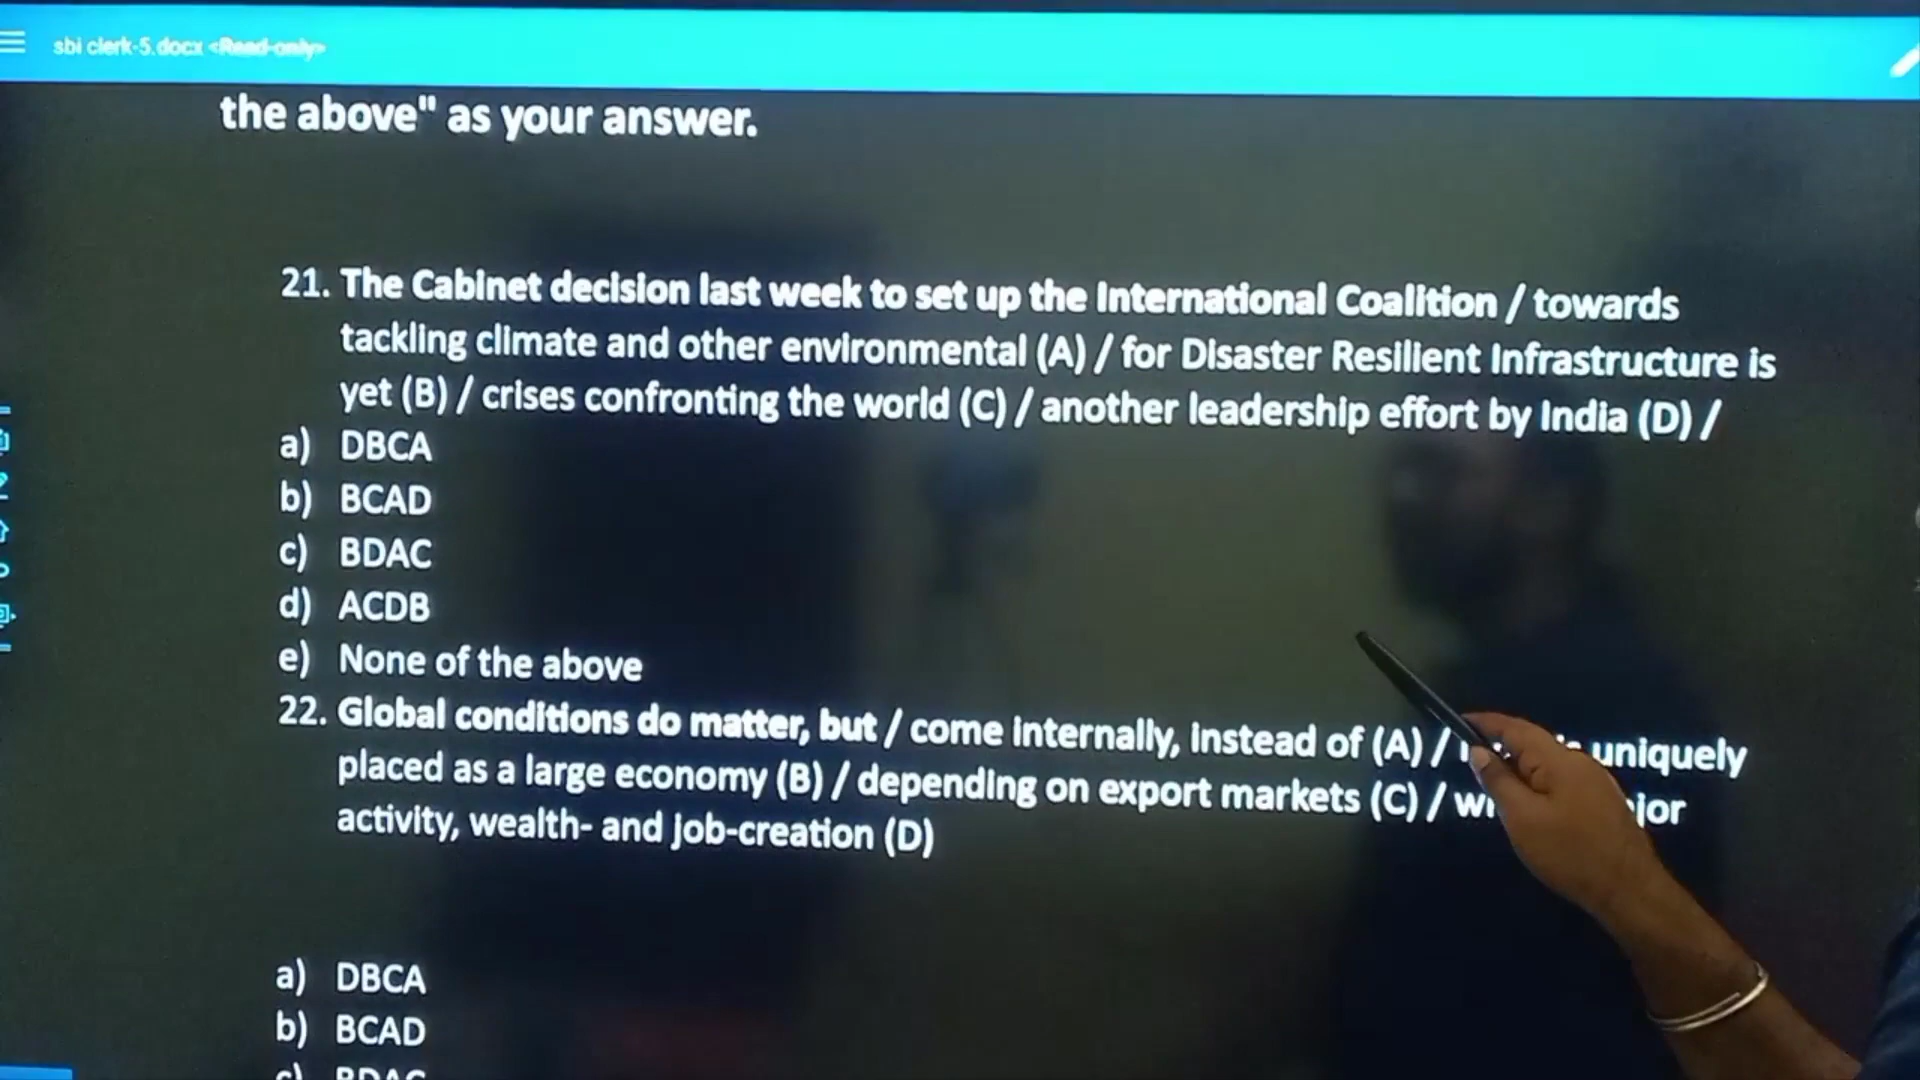 sbi clerk-5.docx <Read-only>
the above" as your answer.
21. The Cabinet decision last week to set up the International Coalition / towards
tackling climate and other environmental (A) / for Disaster Resilient Infrastructure is
yet (B) / crises confronting the world (C) / another leadership effort by India (D) /
a) DBCA
b) BCAD
c) BDAC
d) ACDB
e) None of the above
22. Global conditions do matter, but / come internally, instead of (A) / uniquely
placed as a large economy (B) / depending on export markets (C) /
activity, wealth- and job-creation (D)
a) DBCA
b) BCAD
c) BDAC